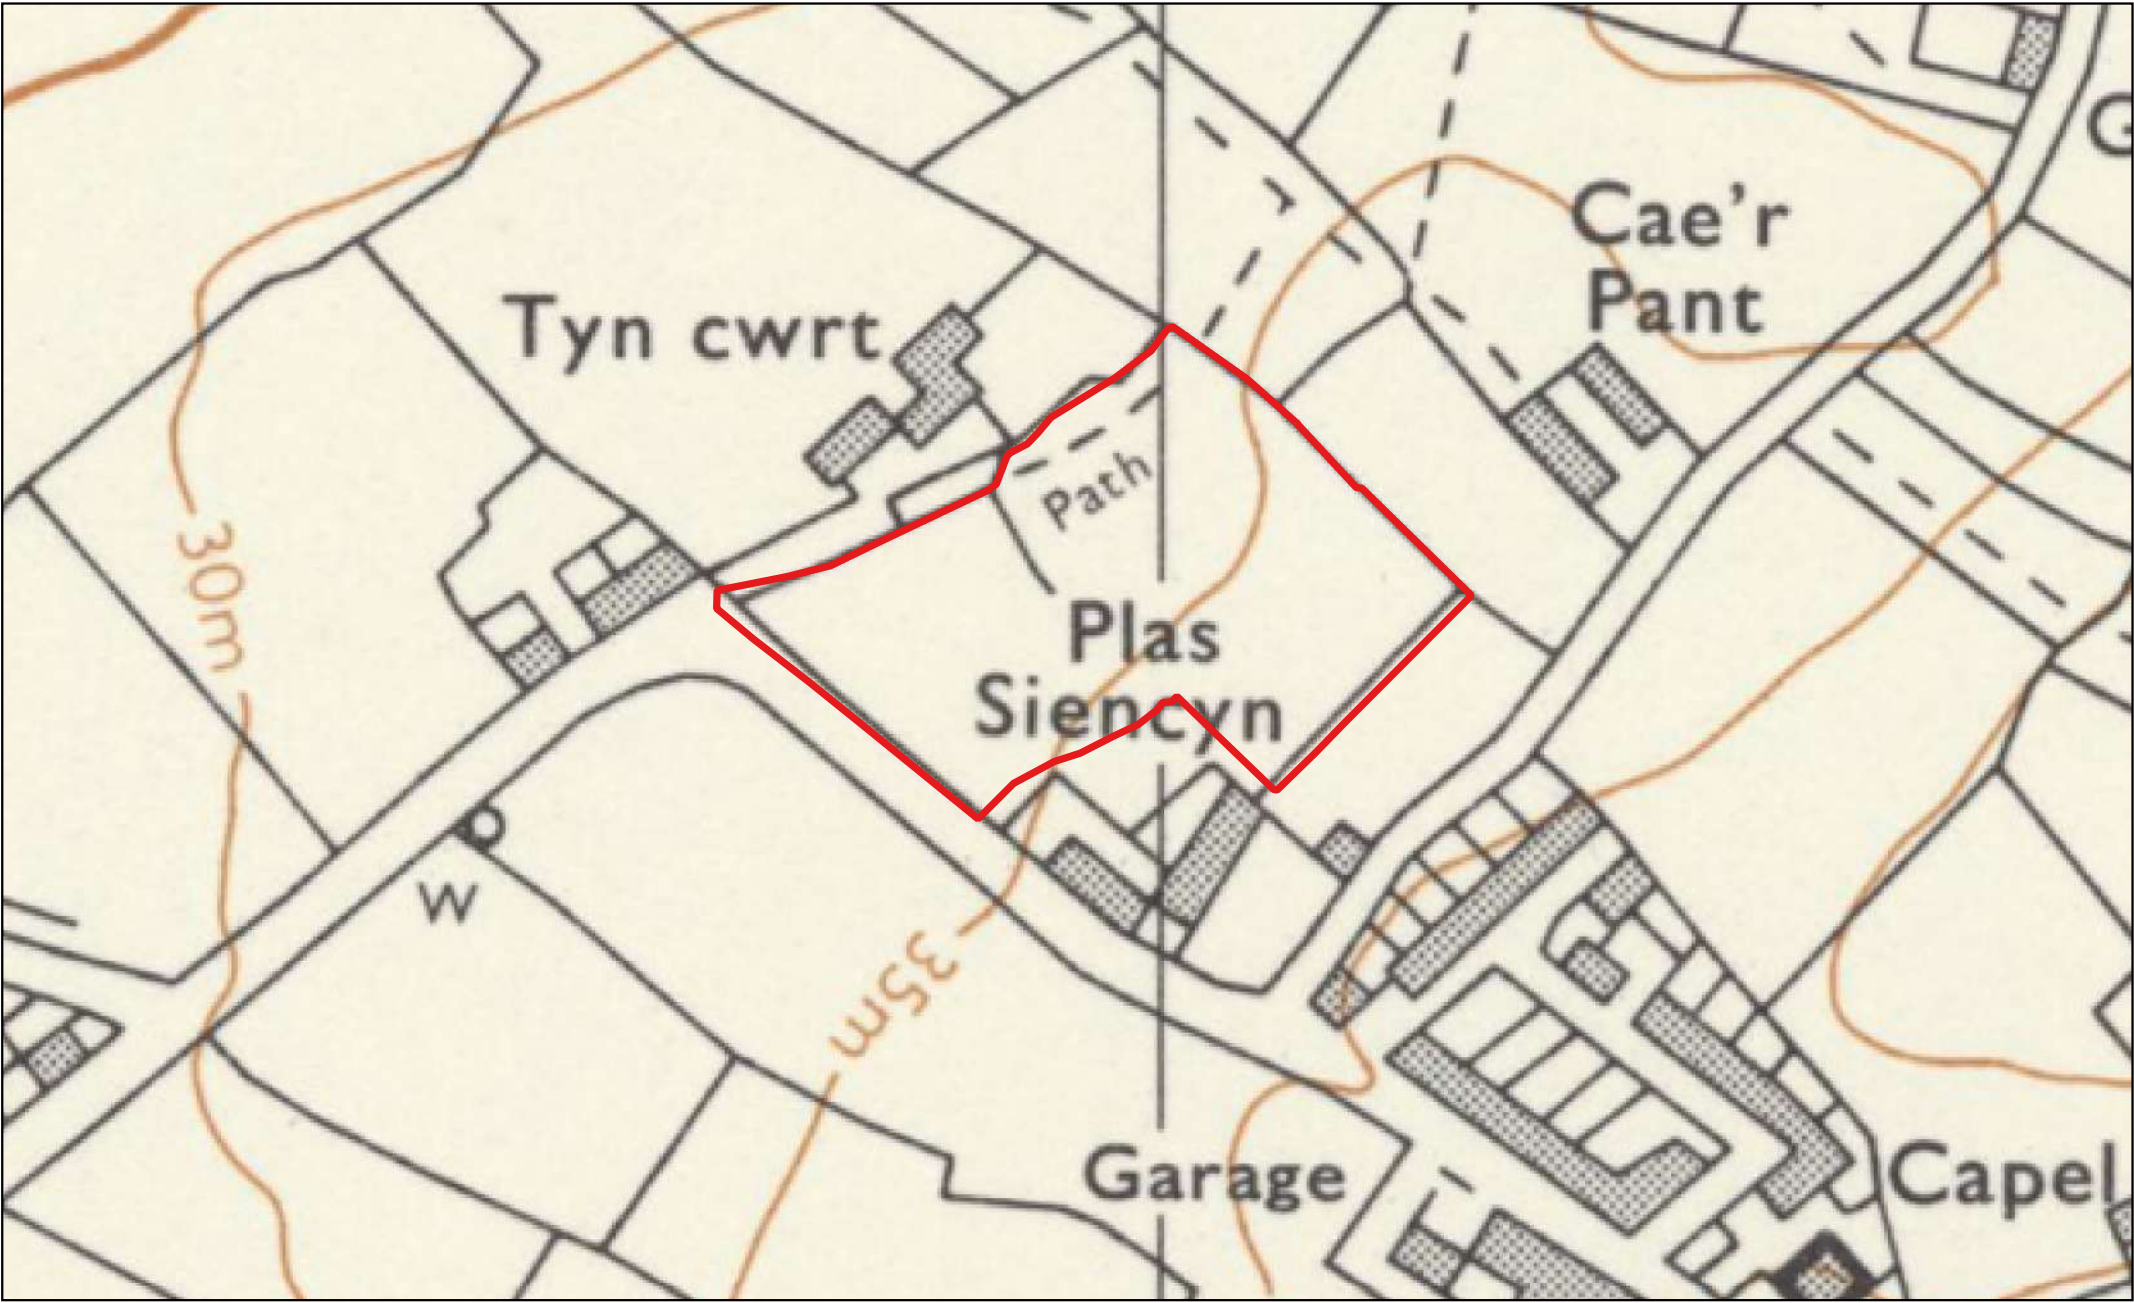 G
Cae'r
Pant
Tyn cwrt
Path
30m
Plas
Siencyn
W
35m
Garage
Capel